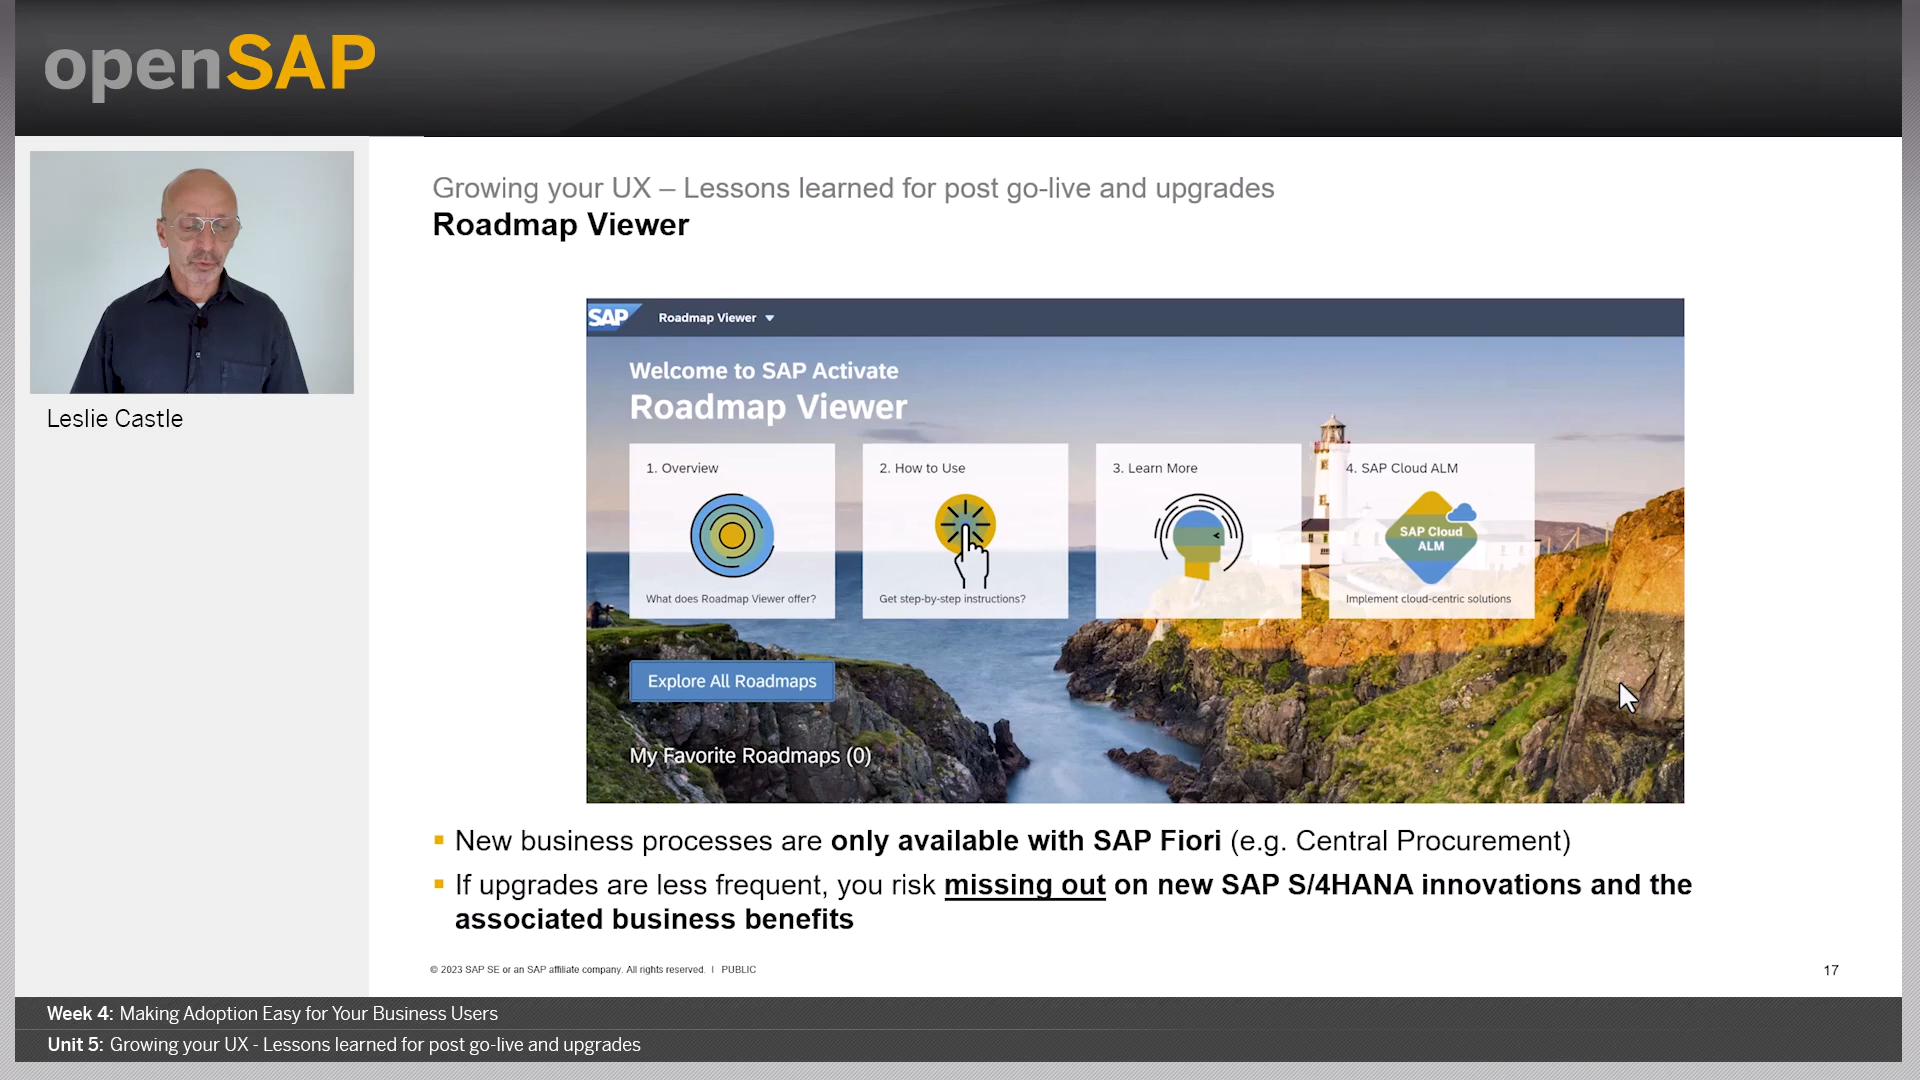 openSAP
Leslie Castle
Growing your UX – Lessons learned for post go-live and upgrades
Roadmap Viewer
SAP Roadmap Viewer
Welcome to SAP Activate
Roadmap Viewer
1. Overview
What does Roadmap Viewer offer?
2. How to Use
Get step-by-step instructions?
3. Learn More
4. SAP Cloud ALM
SAP Cloud
ALM
Implement cloud-centric solutions
Explore All Roadmaps
My Favorite Roadmaps (0)
▪ New business processes are only available with SAP Fiori (e.g. Central Procurement)
▪ If upgrades are less frequent, you risk missing out on new SAP S/4HANA innovations and the
associated business benefits
© 2023 SAP SE or an SAP affiliate company. All rights reserved. | PUBLIC
17
Week 4: Making Adoption Easy for Your Business Users
Unit 5: Growing your UX - Lessons learned for post go-live and upgrades